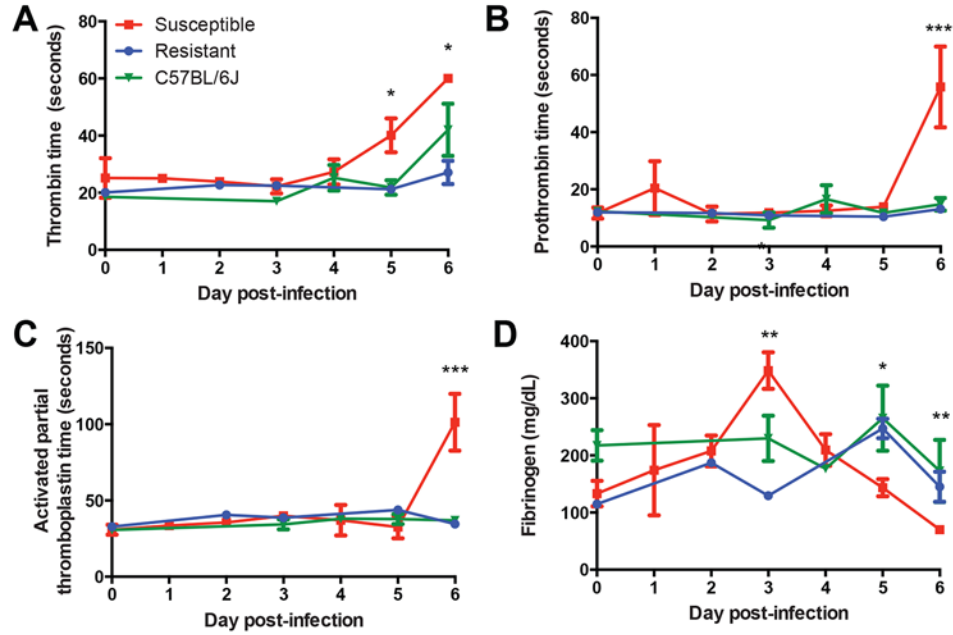 A
Thrombin time (seconds)
80
60
40
20
0
Susceptible
Resistant
C57BL/6J
*
*
0 1 2 3 4 5 6
Day post-infection
B
Prothrombin time (seconds)
80
60
40
20
0
***
*
0 1 2 3 4 5 6
Day post-infection
C
Activated partial
thromboplastin time (seconds)
150
100
50
0
***
0 1 2 3 4 5 6
Day post-infection
D
Fibrinogen (mg/dL)
400
300
200
100
0
**
*
**
0 1 2 3 4 5 6
Day post-infection